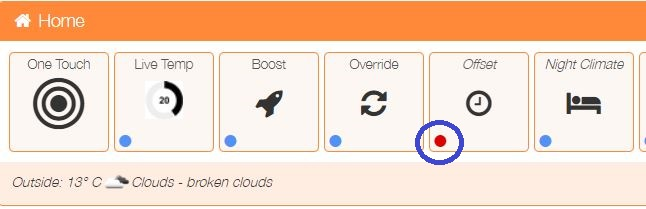 Home
One Touch
Live Temp
Boost
Override
Offset
Night Climate
20
Outside: 13° C Clouds - broken clouds